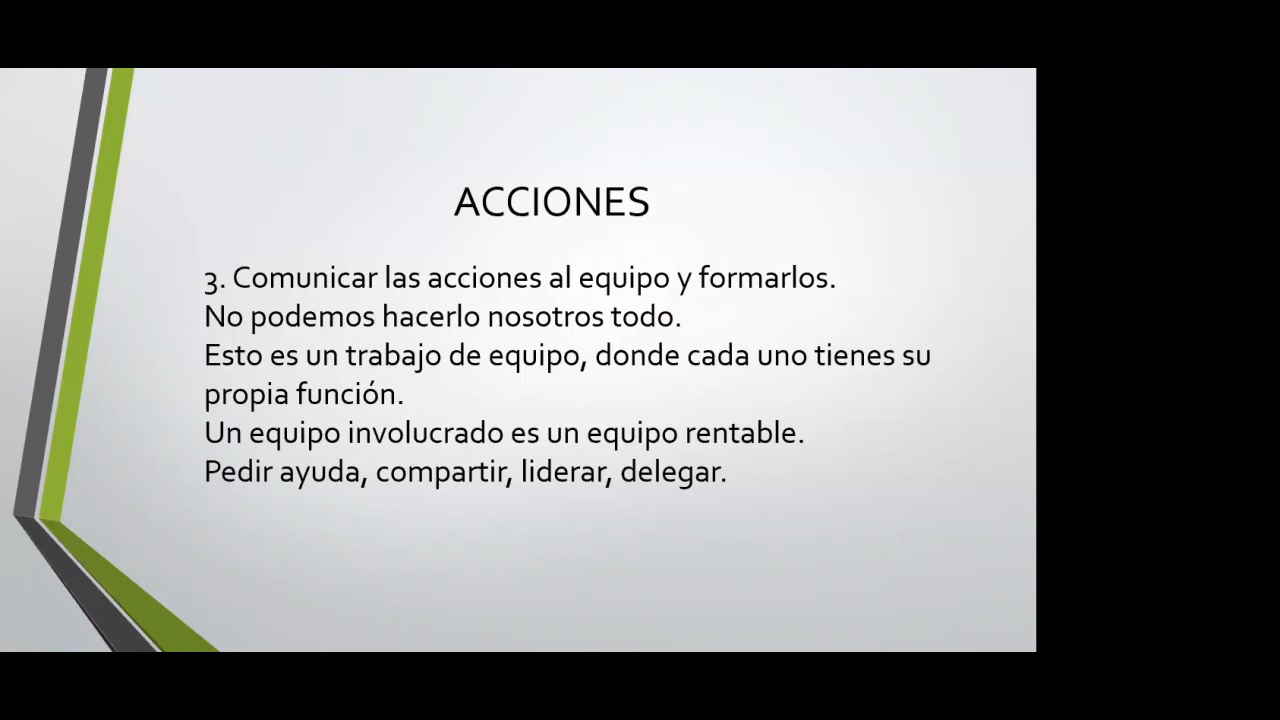 ACCIONES
3. Comunicar las acciones al equipo y formarlos.
No podemos hacerlo nosotros todo.
Esto es un trabajo de equipo, donde cada uno tienes su
propia función.
Un equipo involucrado es un equipo rentable.
Pedir ayuda, compartir, liderar, delegar.